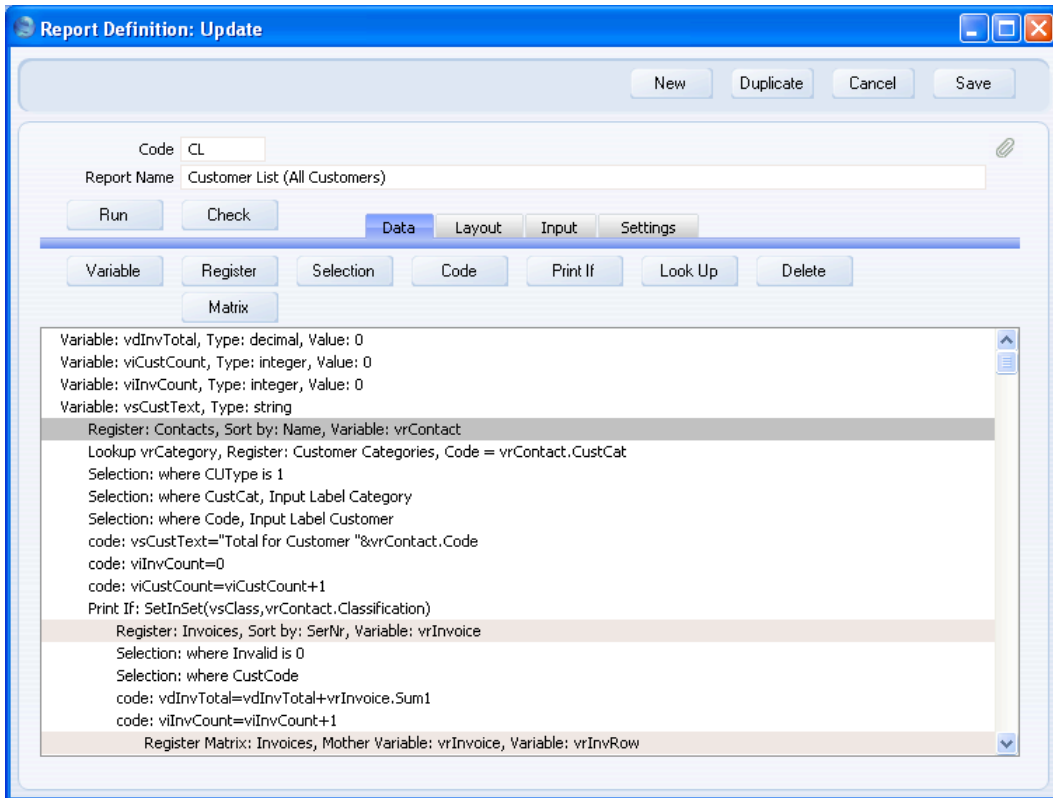 Report Definition: Update
New Duplicate Cancel Save
Code CL
Report Name Customer List (All Customers)
Run Check Data Layout Input Settings
Variable Register Selection Code Print If Look Up Delete
Matrix
Variable: vdInvTotal, Type: decimal, Value: 0
Variable: viCustCount, Type: integer, Value: 0
Variable: viInvCount, Type: integer, Value: 0
Variable: vsCustText, Type: string
Register: Contacts, Sort by: Name, Variable: vrContact
Lookup vrCategory, Register: Customer Categories, Code = vrContact.CustCat
Selection: where CUType is 1
Selection: where CustCat, Input Label Category
Selection: where Code, Input Label Customer
code: vsCustText="Total for Customer "&vrContact.Code
code: viInvCount=0
code: viCustCount=viCustCount+1
Print If: SetInSet(vsClass,vrContact.Classification)
Register: Invoices, Sort by: SerNr, Variable: vrInvoice
Selection: where Invalid is 0
Selection: where CustCode
code: vdInvTotal=vdInvTotal+vrInvoice.Sum1
code: viInvCount=viInvCount+1
Register Matrix: Invoices, Mother Variable: vrInvoice, Variable: vrInvRow